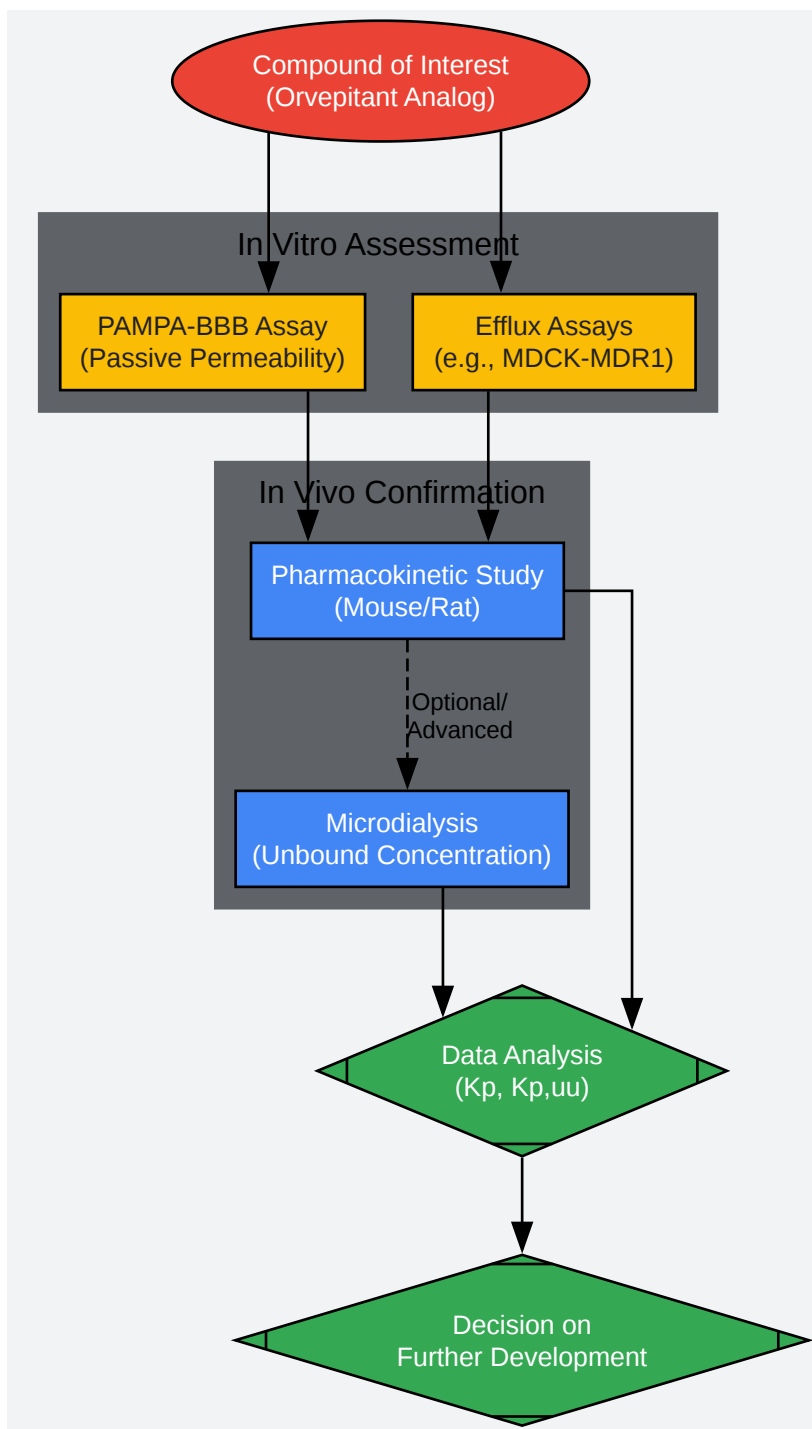 Compound of Interest
(Orvepitant Analog)
In Vitro Assessment
PAMPA-BBB Assay
(Passive Permeability)
Efflux Assays
(e.g., MDCK-MDR1)
In Vivo Confirmation
Pharmacokinetic Study
(Mouse/Rat)
Optional/
Advanced
Microdialysis
(Unbound Concentration)
Data Analysis
(Kp, Kp,uu)
Decision on
Further Development